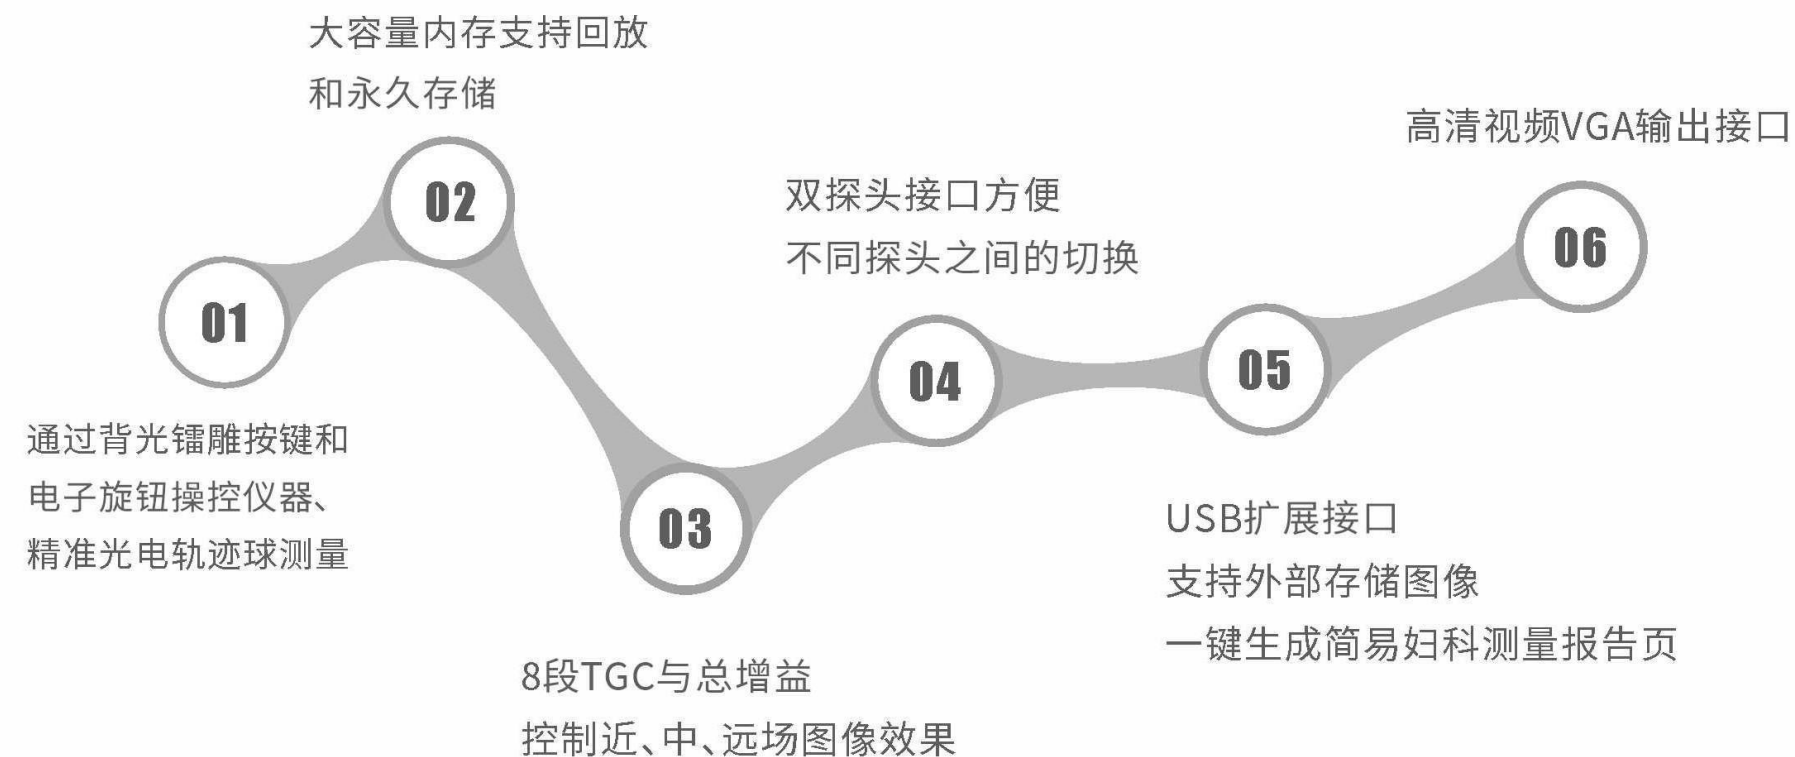 01
通过背光镭雕按键和
电子旋钮操控仪器、
精准光电轨迹球测量
大容量内存支持回放
和永久存储
02
03
8段TGC与总增益
控制近、中、远场图像效果
双探头接口方便
不同探头之间的切换
04
05
USB扩展接口
支持外部存储图像
一键生成简易妇科测量报告页
高清视频VGA输出接口
06